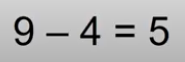 9 – 4 = 5